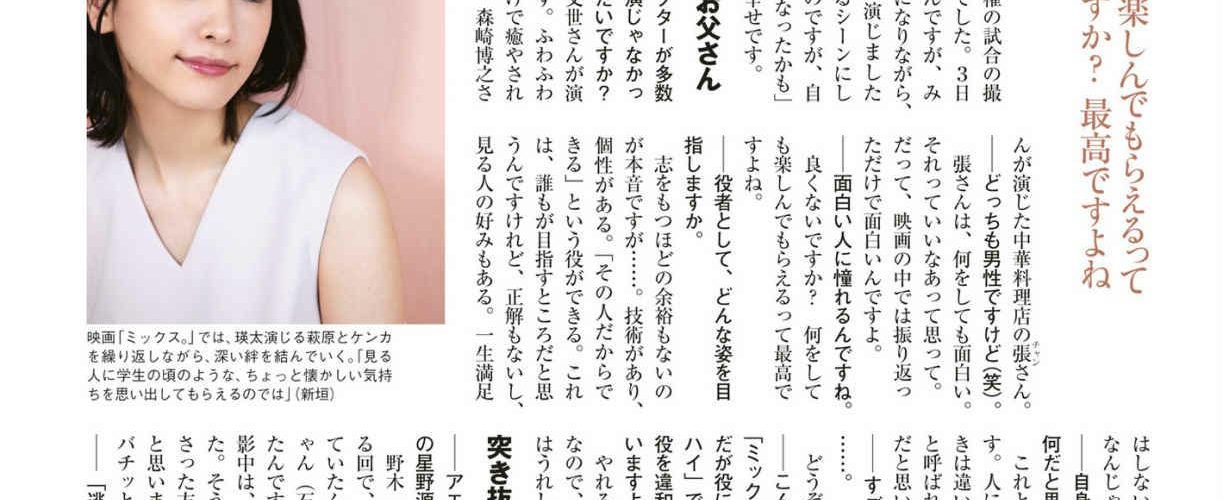 楽しんでもらえるって
すか? 最高ですよね
権の試合の撮
でした。3日
んですが、み
になりながら、
演じました
るシーンにし
のですが、自
なったかも」
幸せです。
お父さん
フターが多数
演じゃなかっ
たいですか?
文世さんが演
す。ふわふわ
けで癒やされ
森崎博之さ
んが演じた中華料理店の張さん。
チャン
――どっちも男性ですけど(笑)。
張さんは、何をしても面白い。
それっていいなあって思って。
だって、映画の中では振り返っ
ただけで面白いんですよ。
――面白い人に憧れるんですね。
良くないですか? 何をして
も楽しんでもらえるって最高で
すよね。
――役者として、どんな姿を目
指しますか。
志をもつほどの余裕もないの
が本音ですが……。技術があり、
個性がある。「その人だからで
きる」という役ができる。これ
は、誰もが目指すところだと思
うんですけれど、正解もないし、
見る人の好みもある。一生満足
映画「ミックス。」では、瑛太演じる萩原とケンカ
を繰り返しながら、深い絆を結んでいく。「見る
人に学生の頃のような、ちょっと懐かしい気持
ちを思い出してもらえるのでは」(新垣)
はしない
なんじゃ
――自身
何だと思
これと
す。人に
きは違い
と呼ばれ
だと思い
――す
……。
どうぞ
――こん
「ミック
だが役に
ハイ」で
役を違和
いますよ
やれる
なので、
はうれし
突き抜
――アエ
の星野源
野木
る回で、
ていたん
ゃん(石
たんです
影中は、
た。そう
さった志
と思いま
バチッと
――「逃